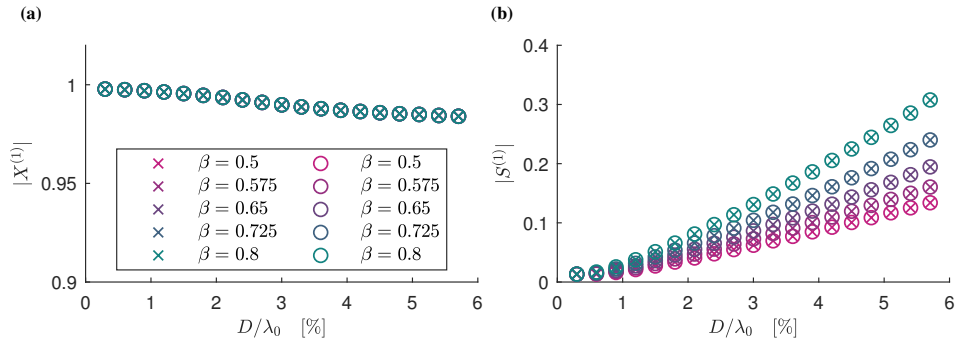 (a)
(b)
|X^{(1)}|
1
0.95
0.9
β = 0.5
β = 0.575
β = 0.65
β = 0.725
β = 0.8
β = 0.5
β = 0.575
β = 0.65
β = 0.725
β = 0.8
0 1 2 3 4 5 6
D/λ₀ [%]
|S^{(1)}|
0.4
0.3
0.2
0.1
0
0 1 2 3 4 5 6
D/λ₀ [%]